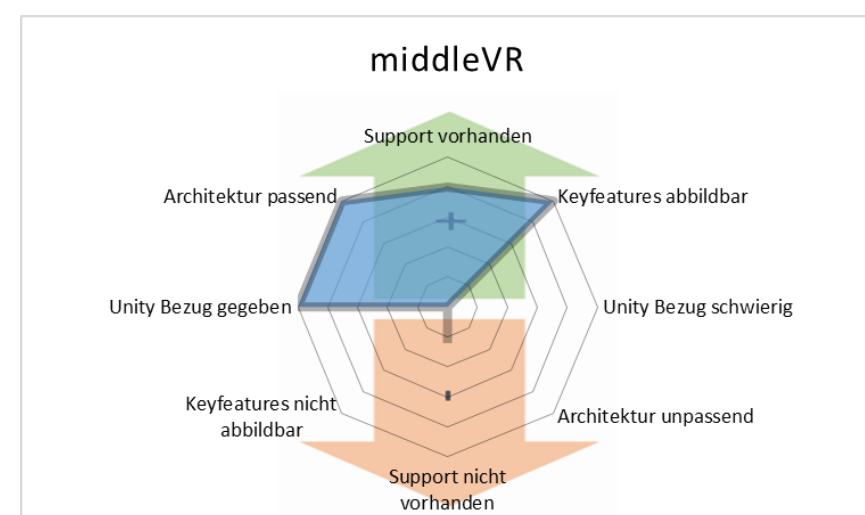 middleVR
Support vorhanden
Architektur passend
Keyfeatures abbildbar
+
Unity Bezug gegeben
Unity Bezug schwierig
-
Keyfeatures nicht
abbildbar
Architektur unpassend
Support nicht
vorhanden